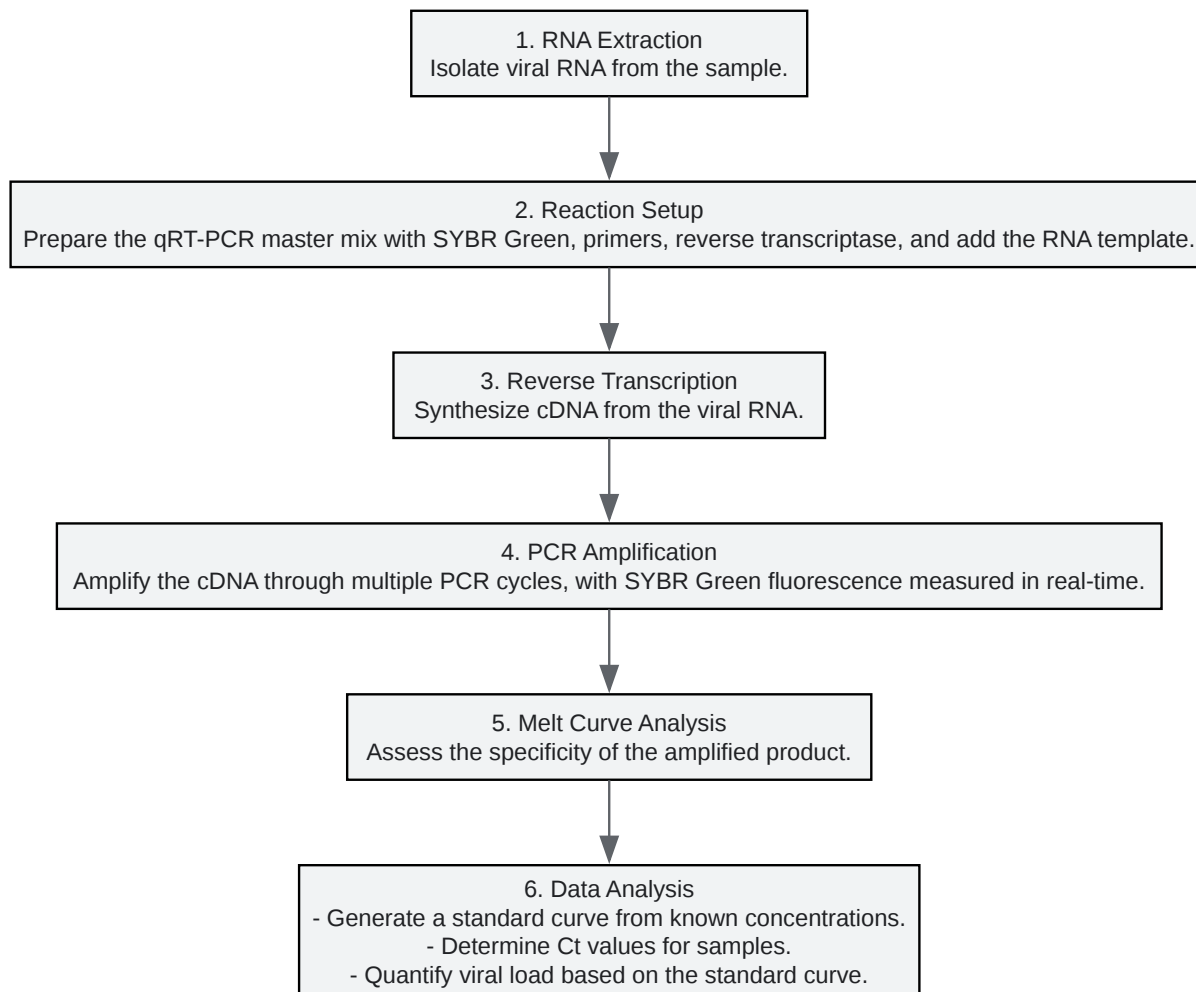 1. RNA Extraction
Isolate viral RNA from the sample.
2. Reaction Setup
Prepare the qRT-PCR master mix with SYBR Green, primers, reverse transcriptase, and add the RNA template.
3. Reverse Transcription
Synthesize cDNA from the viral RNA.
4. PCR Amplification
Amplify the cDNA through multiple PCR cycles, with SYBR Green fluorescence measured in real-time.
5. Melt Curve Analysis
Assess the specificity of the amplified product.
6. Data Analysis
- Generate a standard curve from known concentrations.
- Determine Ct values for samples.
- Quantify viral load based on the standard curve.